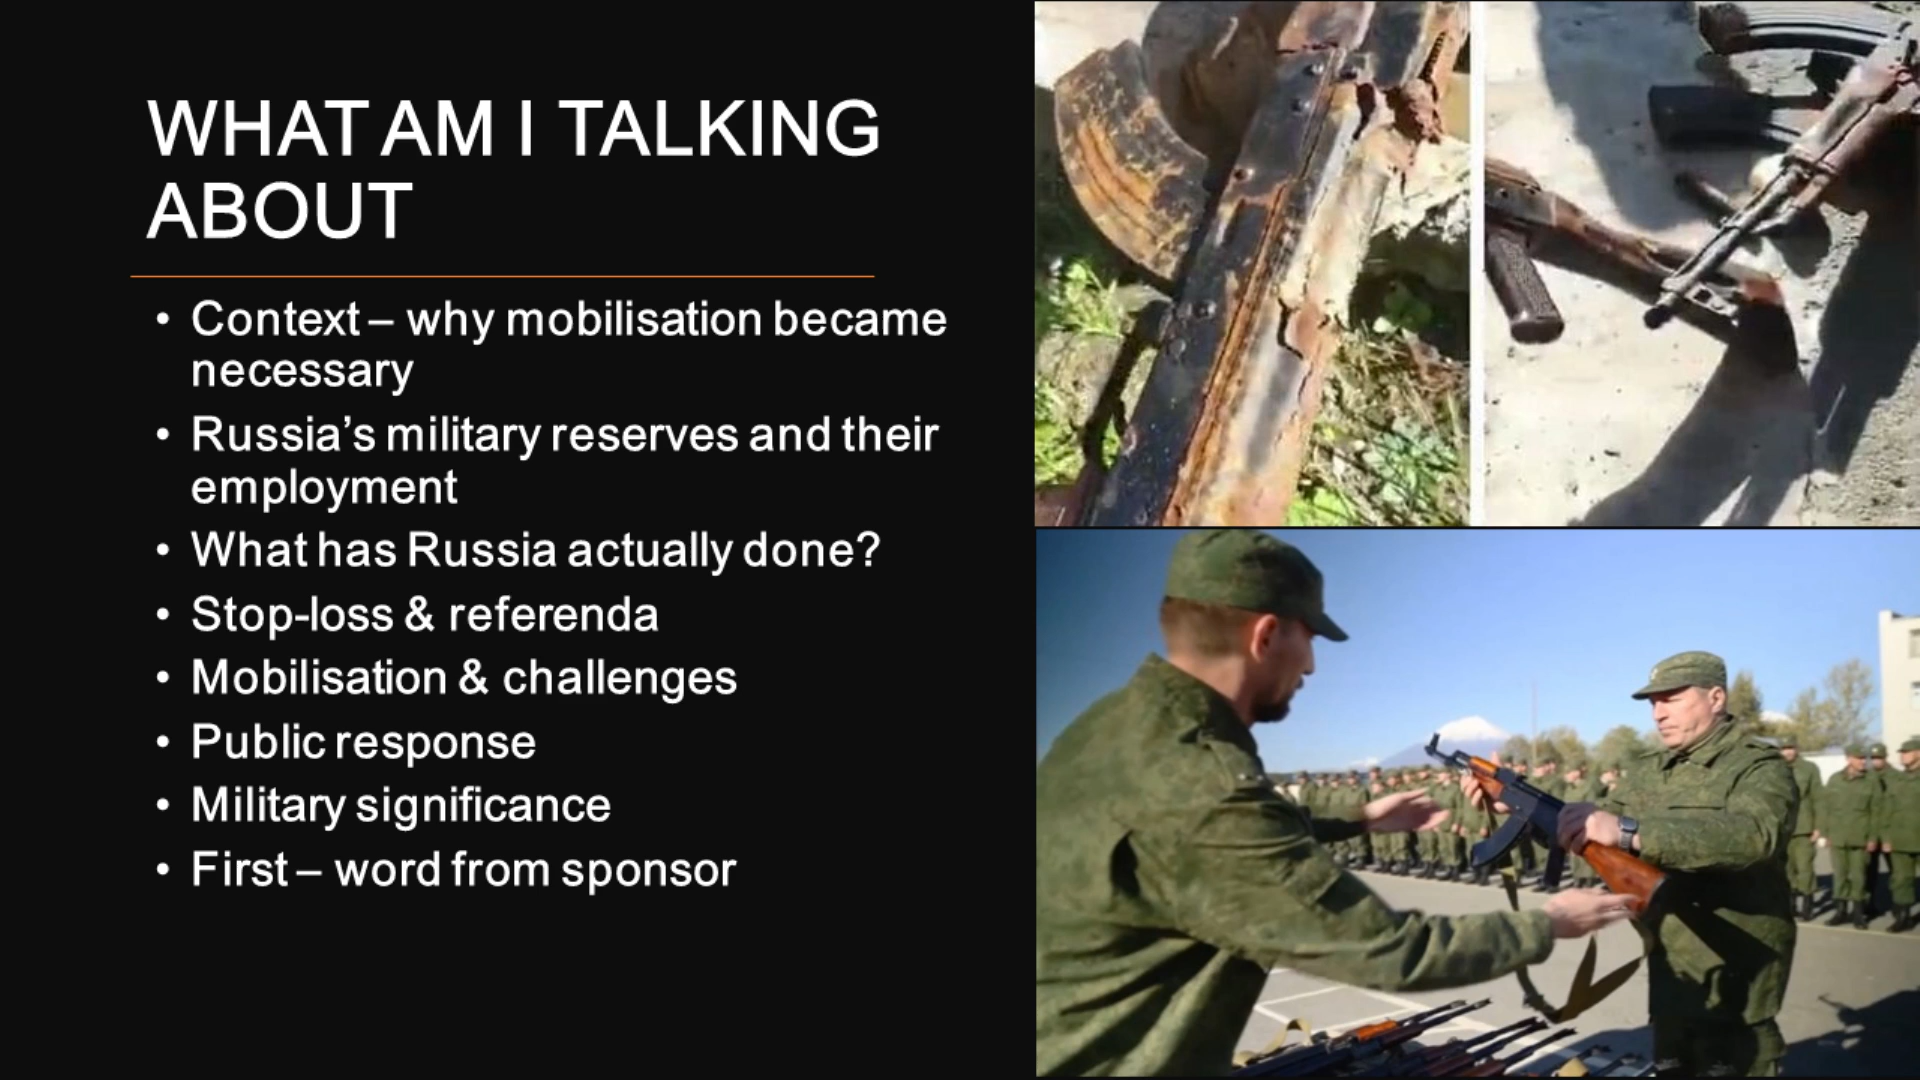 WHAT AM I TALKING
ABOUT
• Context – why mobilisation became
necessary
• Russia’s military reserves and their
employment
• What has Russia actually done?
• Stop-loss & referenda
• Mobilisation & challenges
• Public response
• Military significance
• First – word from sponsor